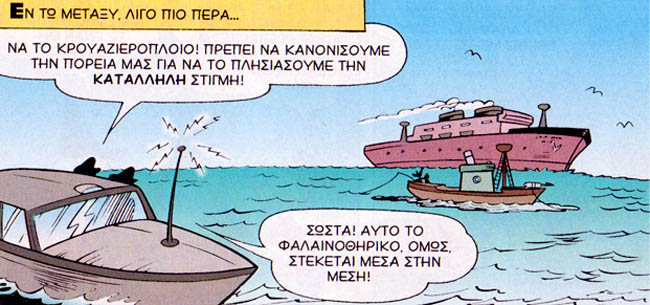 ΕΝ ΤΩ ΜΕΤΑΞΥ, ΛΙΓΟ ΠΙΟ ΠΕΡΑ...
ΝΑ ΤΟ ΚΡΟΥΑΖΙΕΡΟΠΛΟΙΟ! ΠΡΕΠΕΙ ΝΑ ΚΑΝΟΝΙΣΟΥΜΕ
ΤΗΝ ΠΟΡΕΙΑ ΜΑΣ ΓΙΑ ΝΑ ΤΟ ΠΛΗΣΙΑΣΟΥΜΕ ΤΗΝ
ΚΑΤΑΛΛΗΛΗ ΣΤΙΓΜΗ!
ΣΩΣΤΑ! ΑΥΤΟ ΤΟ
ΦΑΛΑΙΝΟΘΗΡΙΚΟ, ΟΜΩΣ,
ΣΤΕΚΕΤΑΙ ΜΕΣΑ ΣΤΗΝ
ΜΕΣΗ!